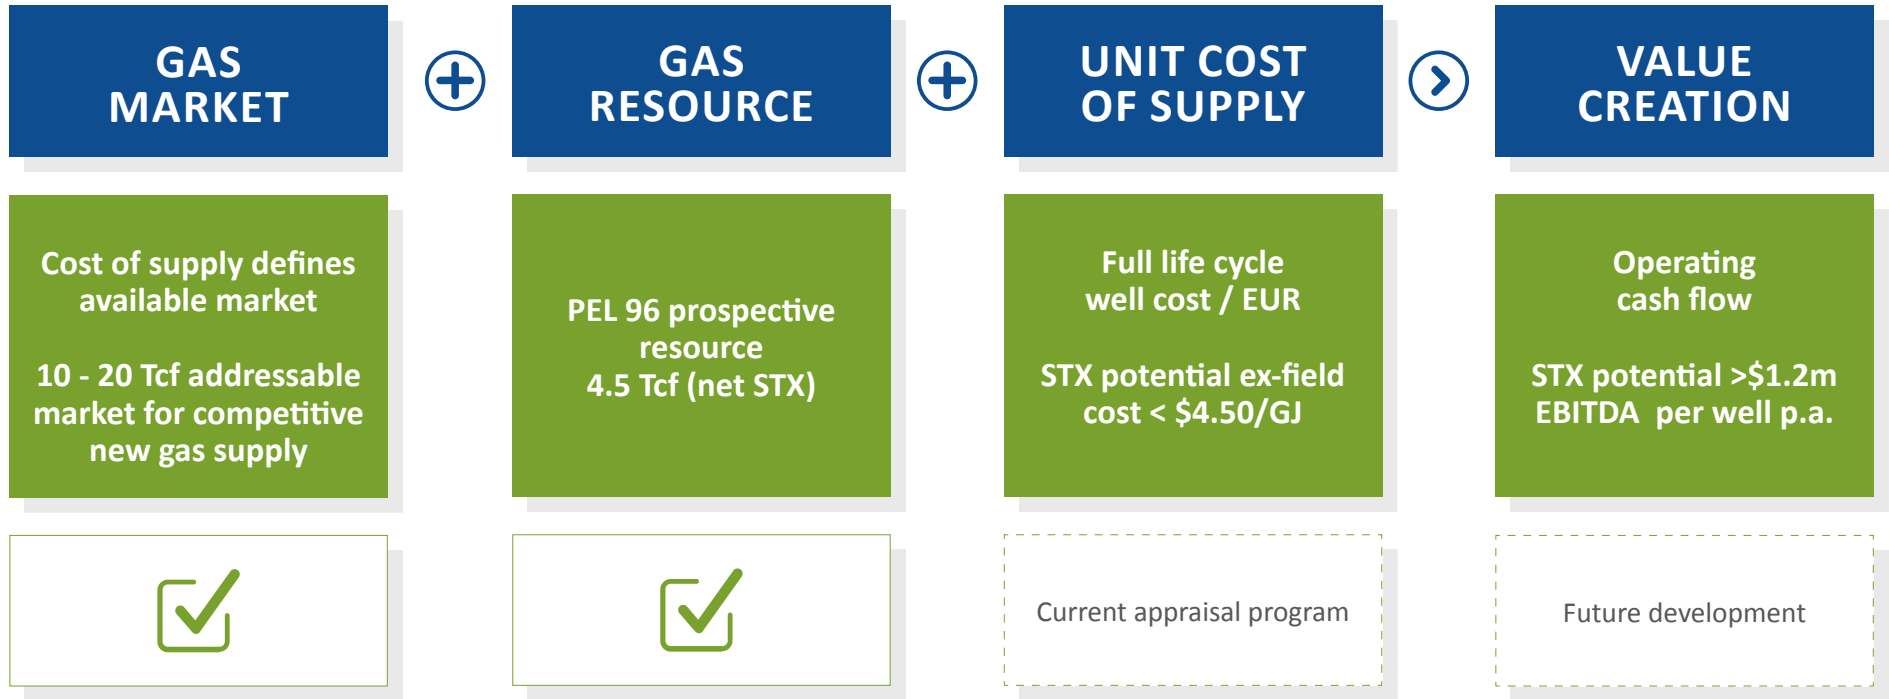 GAS
MARKET
GAS
RESOURCE
UNIT COST
OF SUPPLY
VALUE
CREATION
Cost of supply defines
available market
10 - 20 Tcf addressable
market for competitive
new gas supply
PEL 96 prospective
resource
4.5 Tcf (net STX)
Full life cycle
well cost / EUR
STX potential ex-field
cost < $4.50/GJ
Operating
cash flow
STX potential >$1.2m
EBITDA per well p.a.
Current appraisal program
Future development